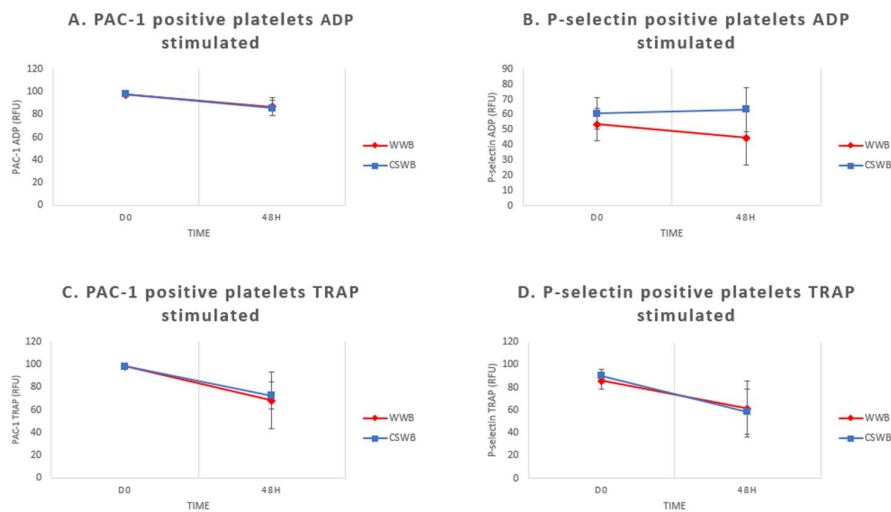 A. PAC-1 positive platelets ADP
stimulated
PAC-1 ADP (RFU)
120
100
80
60
40
20
0
D0
48H
TIME
WWB
CSWB
B. P-selectin positive platelets ADP
stimulated
P-selectin ADP (RFU)
90
80
70
60
50
40
30
20
10
0
D0
48H
TIME
WWB
CSWB
C. PAC-1 positive platelets TRAP
stimulated
PAC-1 TRAP (RFU)
120
100
80
60
40
20
0
D0
48H
TIME
WWB
CSWB
D. P-selectin positive platelets TRAP
stimulated
P-selectin TRAP (RFU)
120
100
80
60
40
20
0
D0
48H
TIME
WWB
CSWB